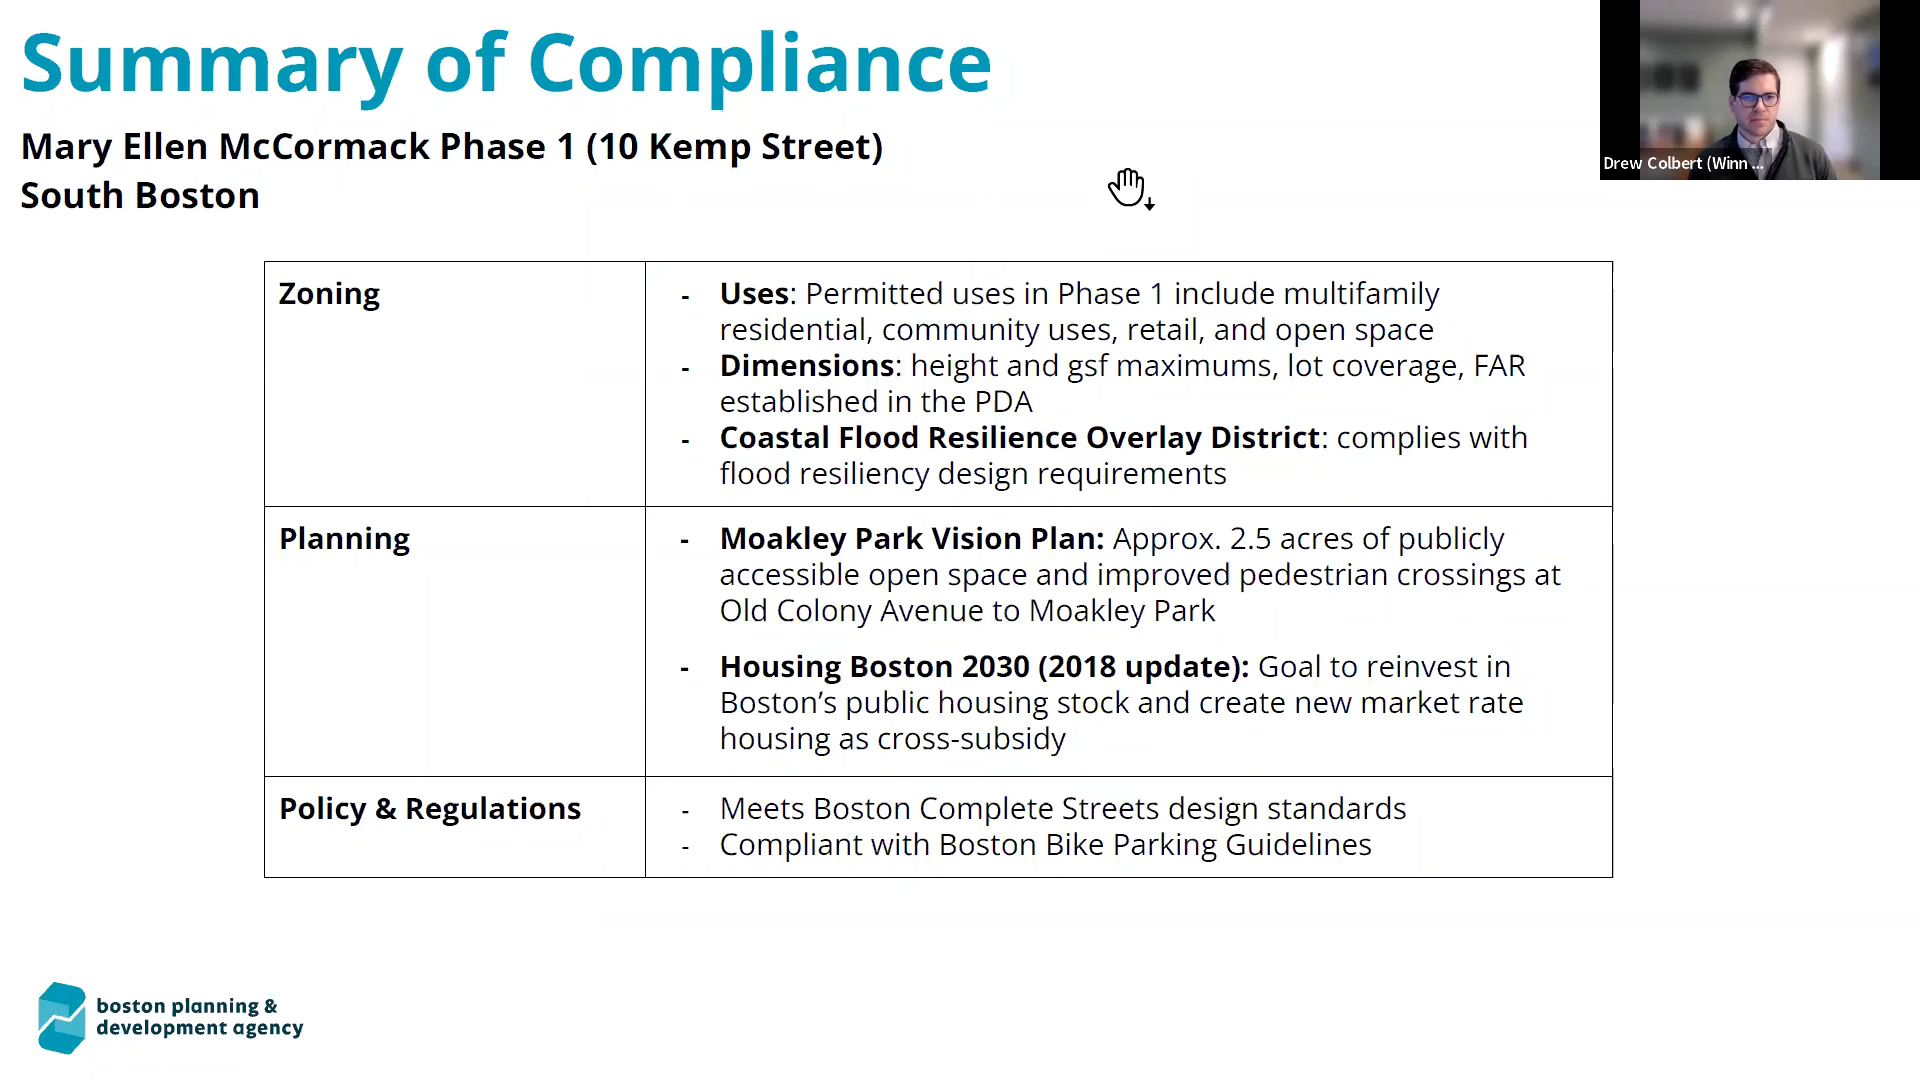 Summary of Compliance
Mary Ellen McCormack Phase 1 (10 Kemp Street)
South Boston
Drew Colbert (Winn ...
Zoning
- Uses: Permitted uses in Phase 1 include multifamily
residential, community uses, retail, and open space
- Dimensions: height and gsf maximums, lot coverage, FAR
established in the PDA
- Coastal Flood Resilience Overlay District: complies with
flood resiliency design requirements
Planning
- Moakley Park Vision Plan: Approx. 2.5 acres of publicly
accessible open space and improved pedestrian crossings at
Old Colony Avenue to Moakley Park
- Housing Boston 2030 (2018 update): Goal to reinvest in
Boston’s public housing stock and create new market rate
housing as cross-subsidy
Policy & Regulations
- Meets Boston Complete Streets design standards
- Compliant with Boston Bike Parking Guidelines
boston planning &
development agency